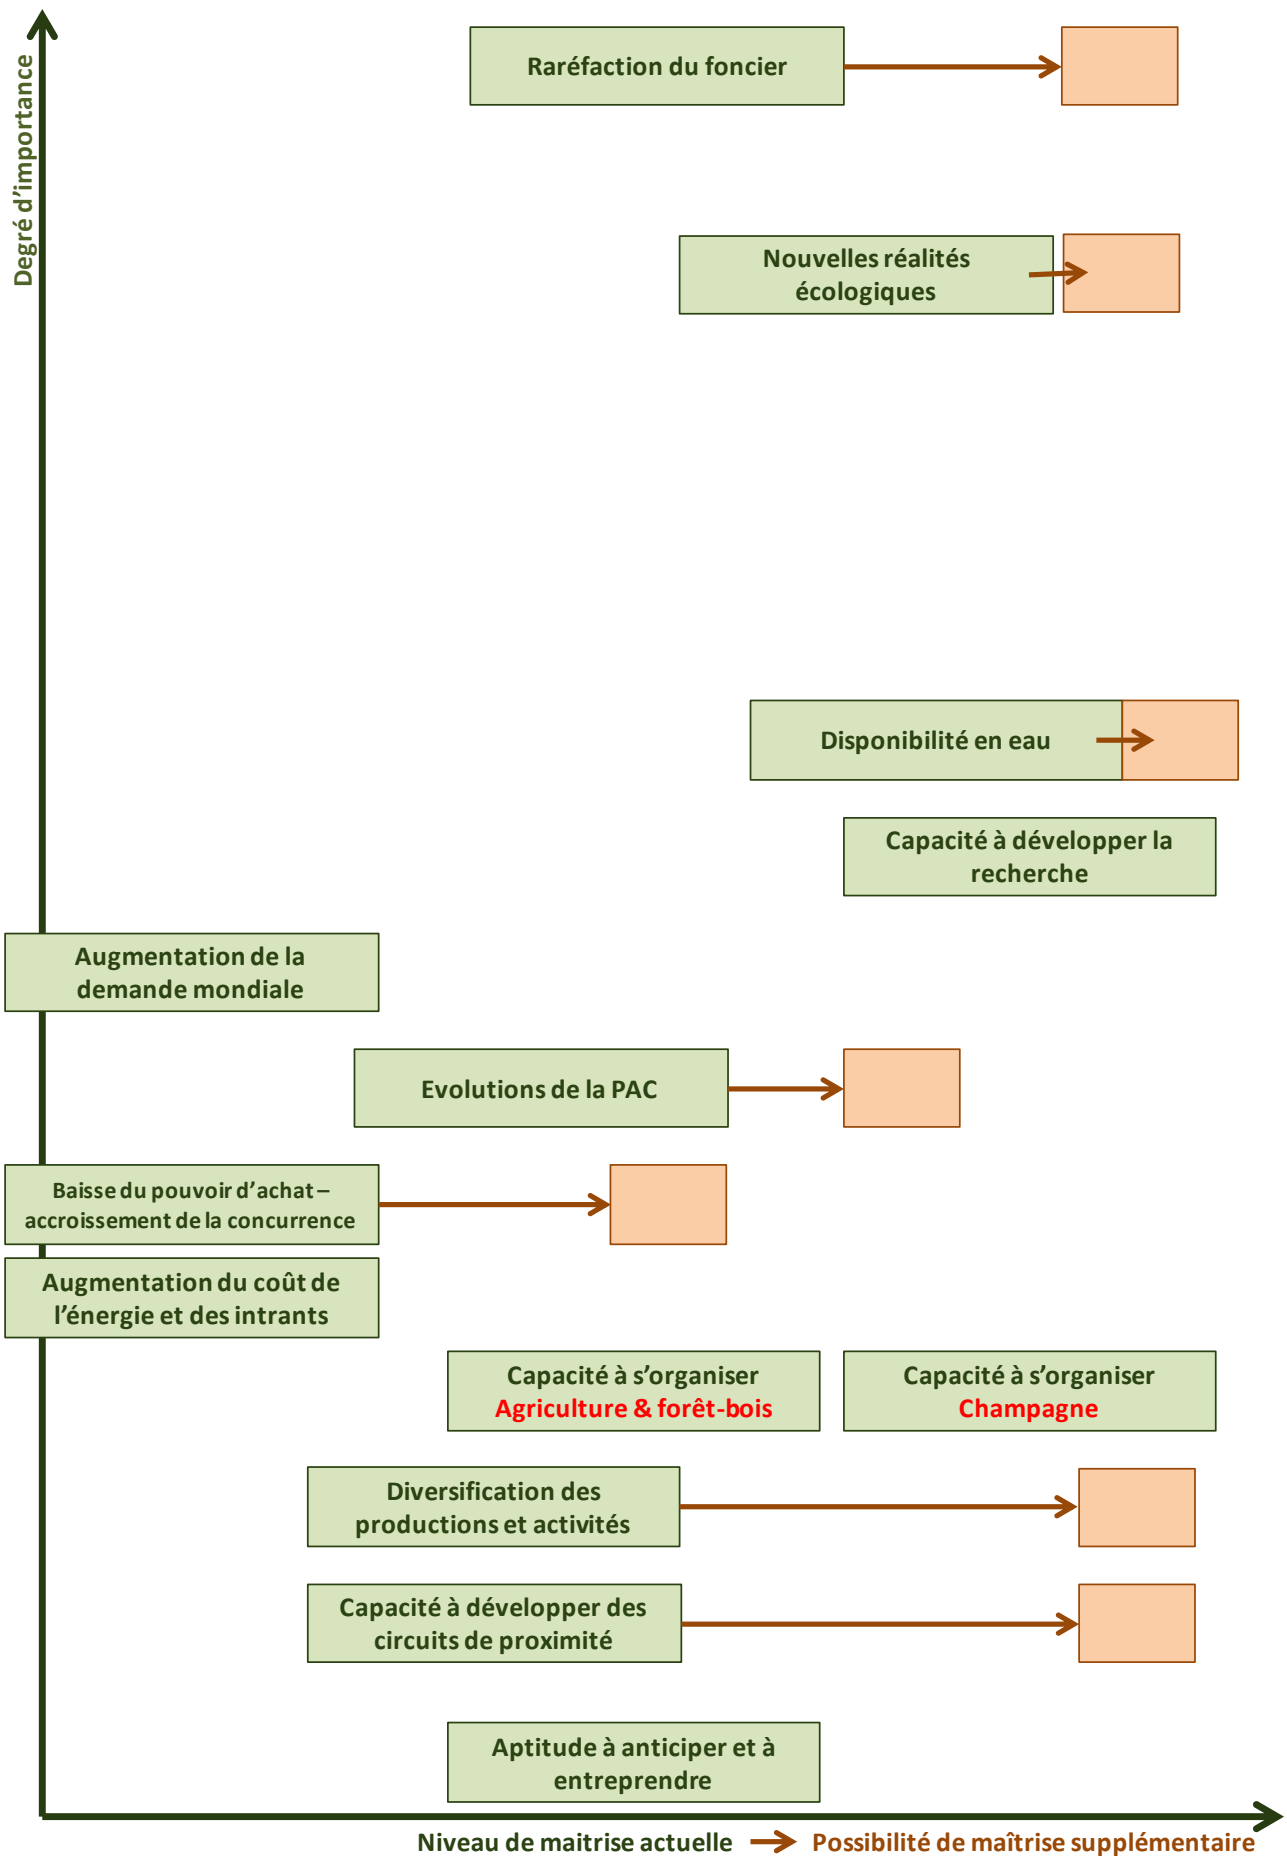 Degré d'importance
Raréfaction du foncier
Nouvelles réalités
écologiques
Disponibilité en eau
Capacité à développer la
recherche
Augmentation de la
demande mondiale
Evolutions de la PAC
Baisse du pouvoir d'achat –
accroissement de la concurrence
Augmentation du coût de
l'énergie et des intrants
Capacité à s'organiser
Agriculture & forêt-bois
Capacité à s'organiser
Champagne
Diversification des
productions et activités
Capacité à développer des
circuits de proximité
Aptitude à anticiper et à
entreprendre
Niveau de maitrise actuelle
Possibilité de maîtrise supplémentaire